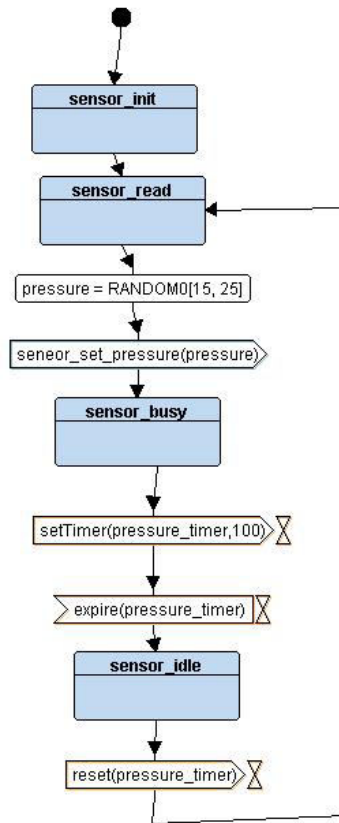 sensor_init
sensor_read
pressure = RANDOM0[15, 25]
seneor_set_pressure(pressure)
sensor_busy
setTimer(pressure_timer,100)
expire(pressure_timer)
sensor_idle
reset(pressure_timer)